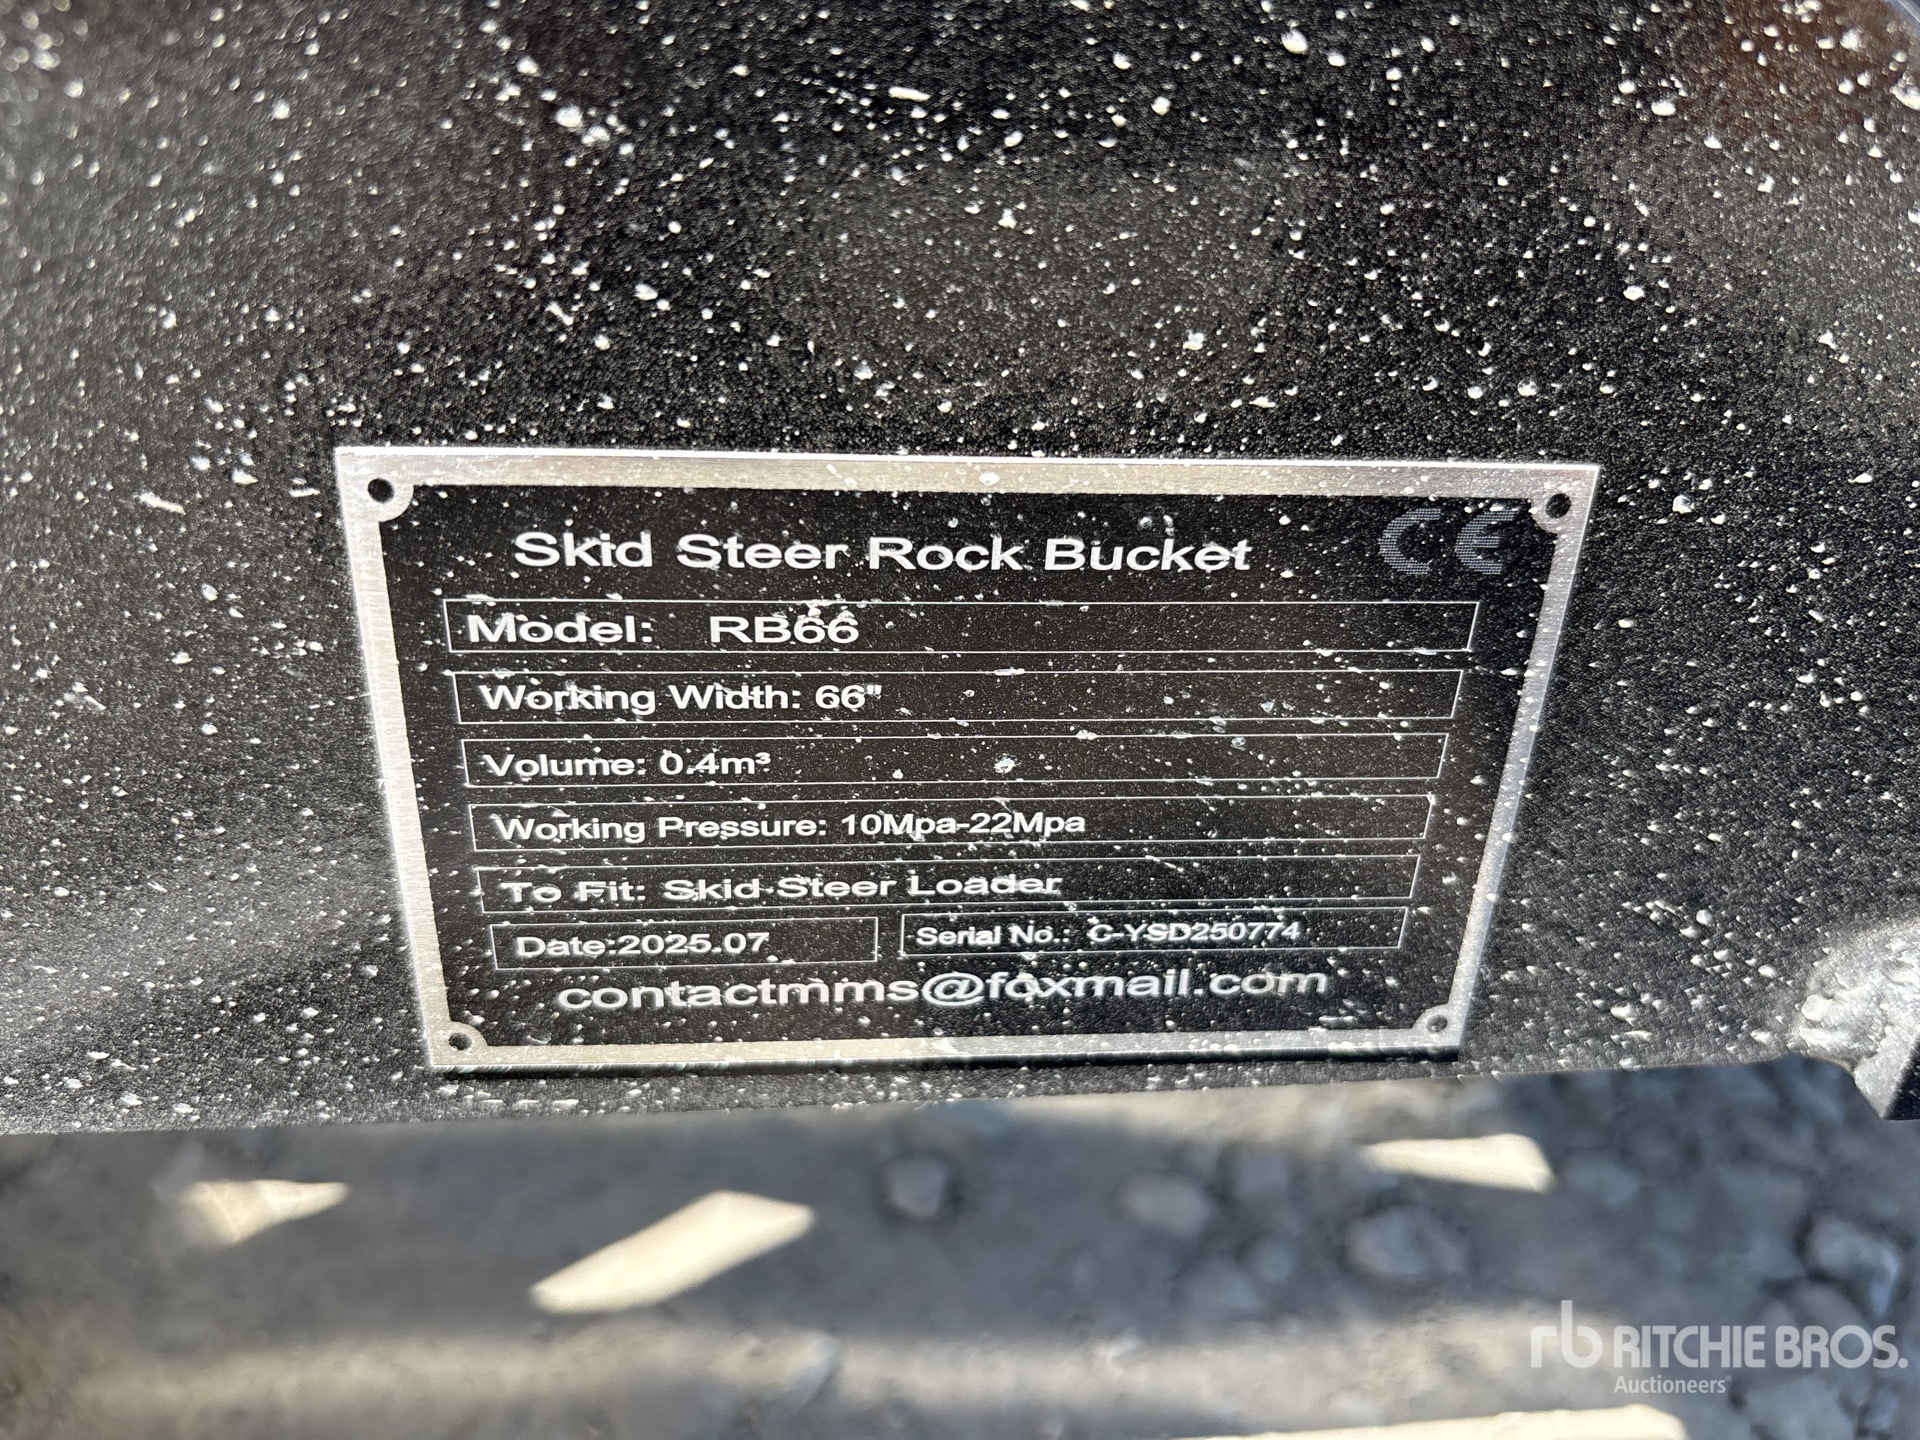 Skid Steer Rock Bucket CE
Model: RB66
Working Width: 66"
Volume: 0.4m³
Working Pressure: 10Mpa-22Mpa
To Fit: Skid Steer Loader
Date:2025.07 Serial No.: C-YSD250774
contactmms@foxmail.com
rb RITCHIE BROS.
Auctioneers